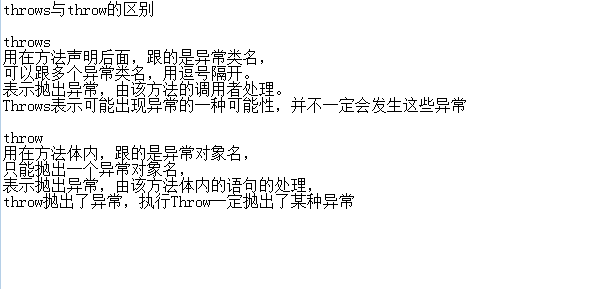 throws与throw的区别
throws
用在方法声明后面，跟的是异常类名，
可以跟多个异常类名，用逗号隔开。
表示抛出异常，由该方法的调用者处理。
Throws表示可能出现异常的一种可能性，并不一定会发生这些异常
throw
用在方法体内，跟的是异常对象名，
只能抛出一个异常对象名，
表示抛出异常，由该方法体内的语句的处理，
throw抛出了异常，执行Throw一定抛出了某种异常